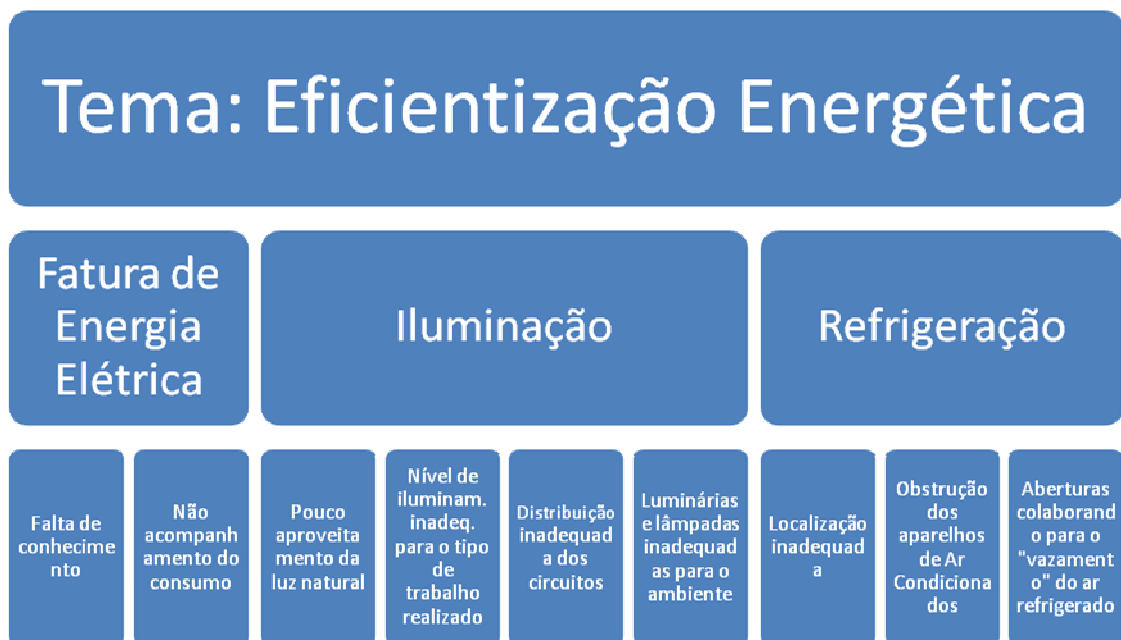 Tema: Eficientização Energética
Fatura de
Energia
Elétrica
Iluminação
Refrigeração
Falta de
conhecime
nto
Não
acompanh
amento do
consumo
Pouco
aproveita
mento da
luz natural
Nível de
iluminam.
inadeq.
para o tipo
de
trabalho
realizado
Distribuição
inadequad
a dos
circuitos
Luminárias
e lâmpadas
inadequad
as para o
ambiente
Localização
inadequad
a
Obstrução
dos
aparelhos
de Ar
Condiciona
dos
Aberturas
colaborand
o para o
"vazament
o" do ar
refrigerado